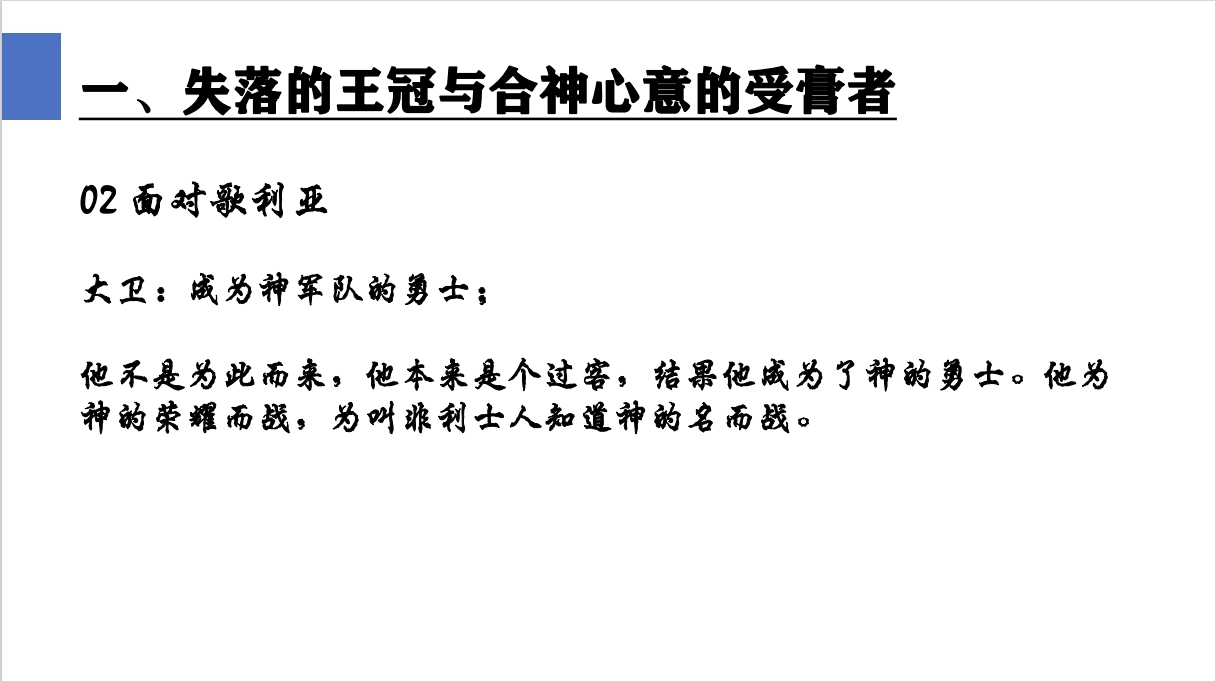 一、失落的王冠与合神心意的受膏者
02 面对歌利亚
大卫：成为神军队的勇士；
他不是为此而来，他本来是个过客，结果他成为了神的勇士。他为
神的荣耀而战，为叫非利士人知道神的名而战。